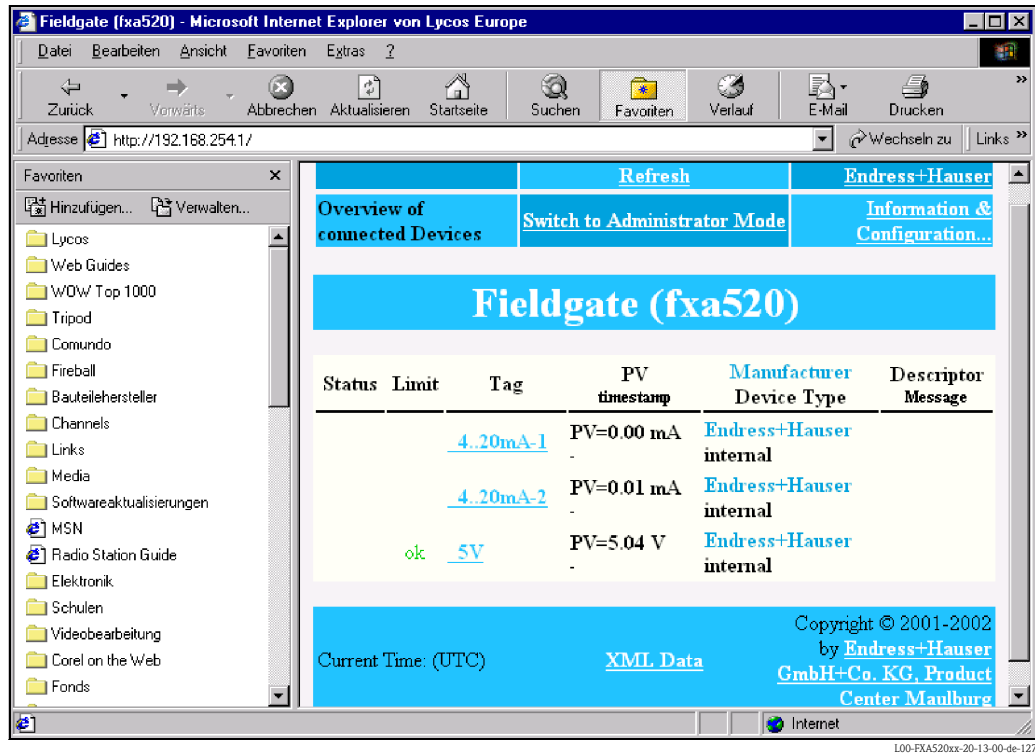 Fieldgate (fxa520) - Microsoft Internet Explorer von Lycos Europe
Datei Bearbeiten Ansicht Favoriten Extras ?
Zurück Vorwärts Abbrechen Aktualisieren Startseite Suchen Favoriten Verlauf E-Mail Drucken »
Adresse http://192.168.254.1/ Wechseln zu Links »
Favoriten ×
Hinzufügen... Verwalten...
Lycos
Web Guides
WOW Top 1000
Tripod
Comundo
Fireball
Bauteilehersteller
Channels
Links
Media
Softwareaktualisierungen
MSN
Radio Station Guide
Elektronik
Schulen
Videobearbeitung
Corel on the Web
Fonds
Refresh Endress+Hauser
Overview of
connected Devices
Switch to Administrator Mode
Information &
Configuration...
Fieldgate (fxa520)
Status Limit Tag PV Manufacturer Descriptor
timestamp Device Type Message
4..20mA-1 PV=0.00 mA Endress+Hauser
- internal
4..20mA-2 PV=0.01 mA Endress+Hauser
- internal
ok 5V PV=5.04 V Endress+Hauser
- internal
Current Time: (UTC)
XML Data
Copyright © 2001-2002
by Endress+Hauser
GmbH+Co. KG, Product
Center Maulburg
Internet
L00-FXA520xx-20-13-00-de-127